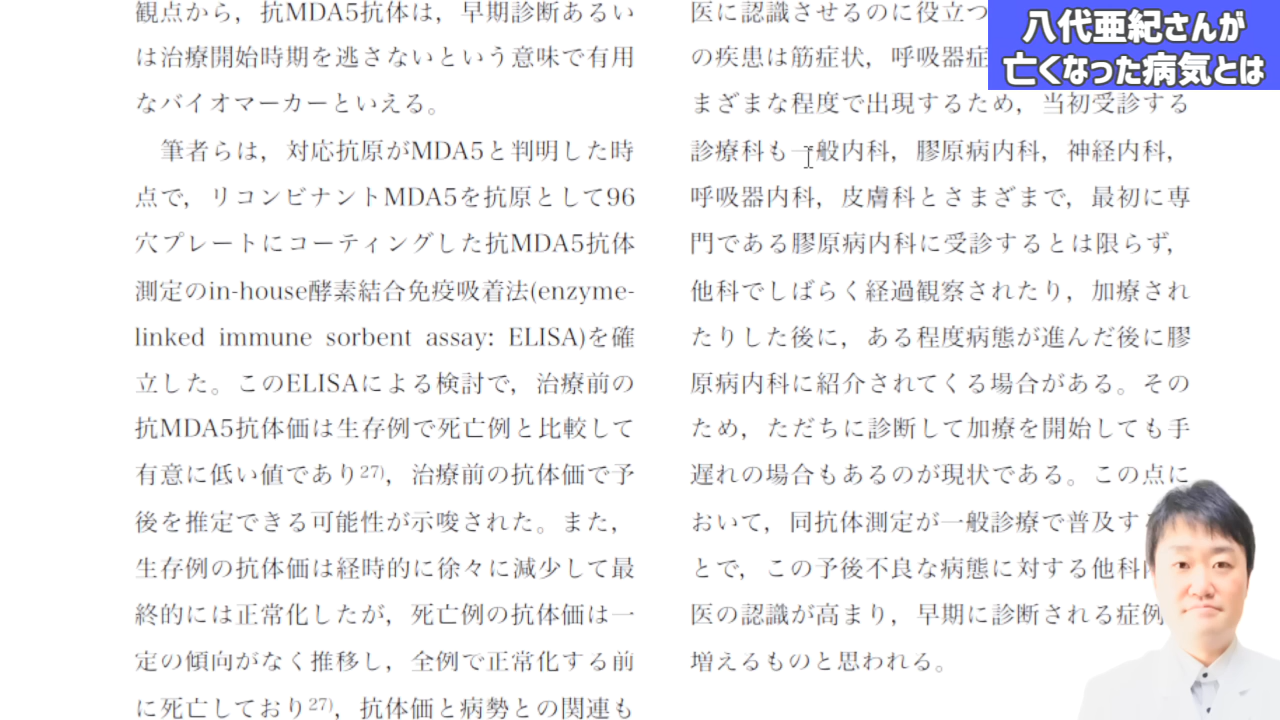 観点から，抗MDA5抗体は，早期診断あるい
は治療開始時期を逃さないという意味で有用
なバイオマーカーといえる。
筆者らは，対応抗原がMDA5と判明した時
点で，リコンビナントMDA5を抗原として96
穴プレートにコーティングした抗MDA5抗体
測定のin-house酵素結合免疫吸着法(enzyme-
linked immune sorbent assay: ELISA)を確
立した。このELISAによる検討で，治療前の
抗MDA5抗体価は生存例で死亡例と比較して
有意に低い値であり27)，治療前の抗体価で予
後を推定できる可能性が示唆された。また，
生存例の抗体価は経時的に徐々に減少して最
終的には正常化したが，死亡例の抗体価は一
定の傾向がなく推移し，全例で正常化する前
に死亡しており27)，抗体価と病勢との関連も
医に認識させるのに役立つ
の疾患は筋症状，呼吸器症
まざまな程度で出現するため，当初受診する
診療科も一般内科，膠原病内科，神経内科，
呼吸器内科，皮膚科とさまざまで，最初に専
門である膠原病内科に受診するとは限らず，
他科でしばらく経過観察されたり，加療され
たりした後に，ある程度病態が進んだ後に膠
原病内科に紹介されてくる場合がある。その
ため，ただちに診断して加療を開始しても手
遅れの場合もあるのが現状である。この点に
おいて，同抗体測定が一般診療で普及す
とで，この予後不良な病態に対する他科
医の認識が高まり，早期に診断される症例
増えるものと思われる。
八代亜紀さんが
亡くなった病気とは